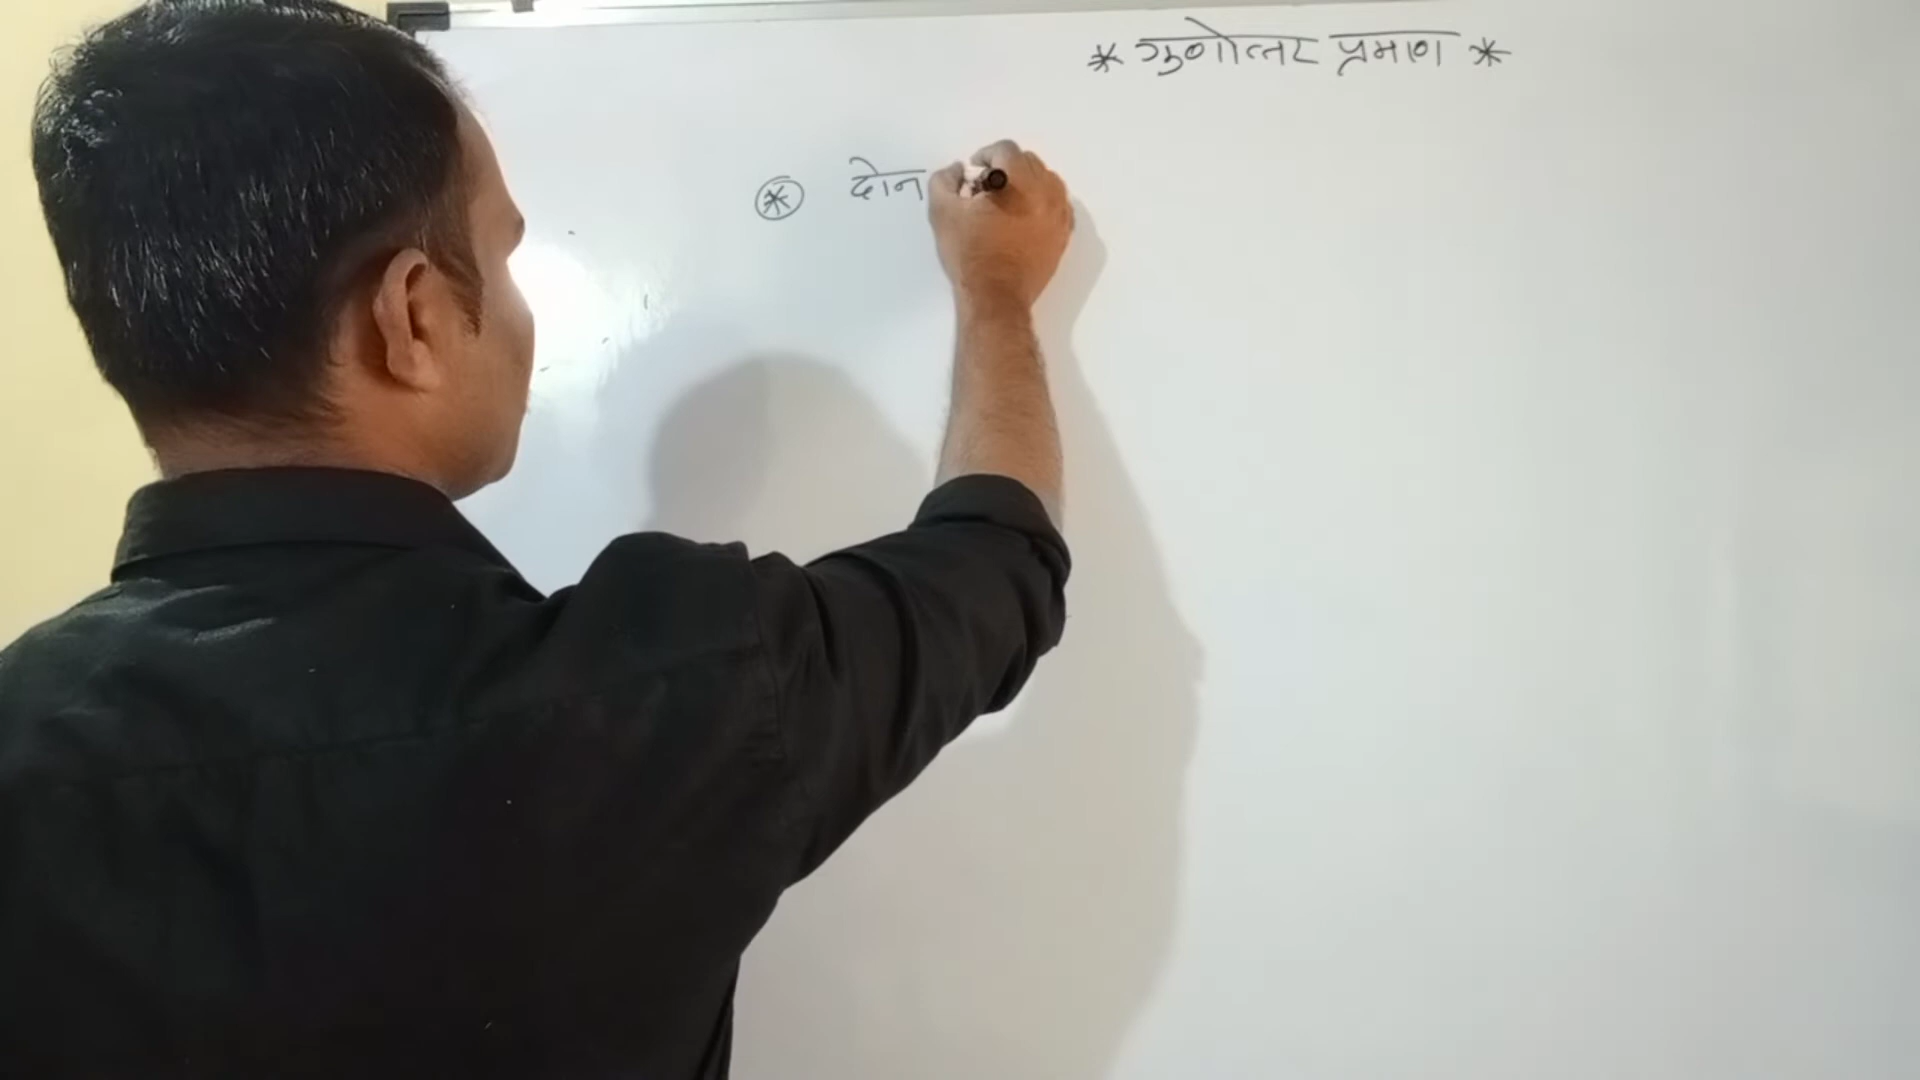 * गुणोत्तर प्रमाण *
* दोन